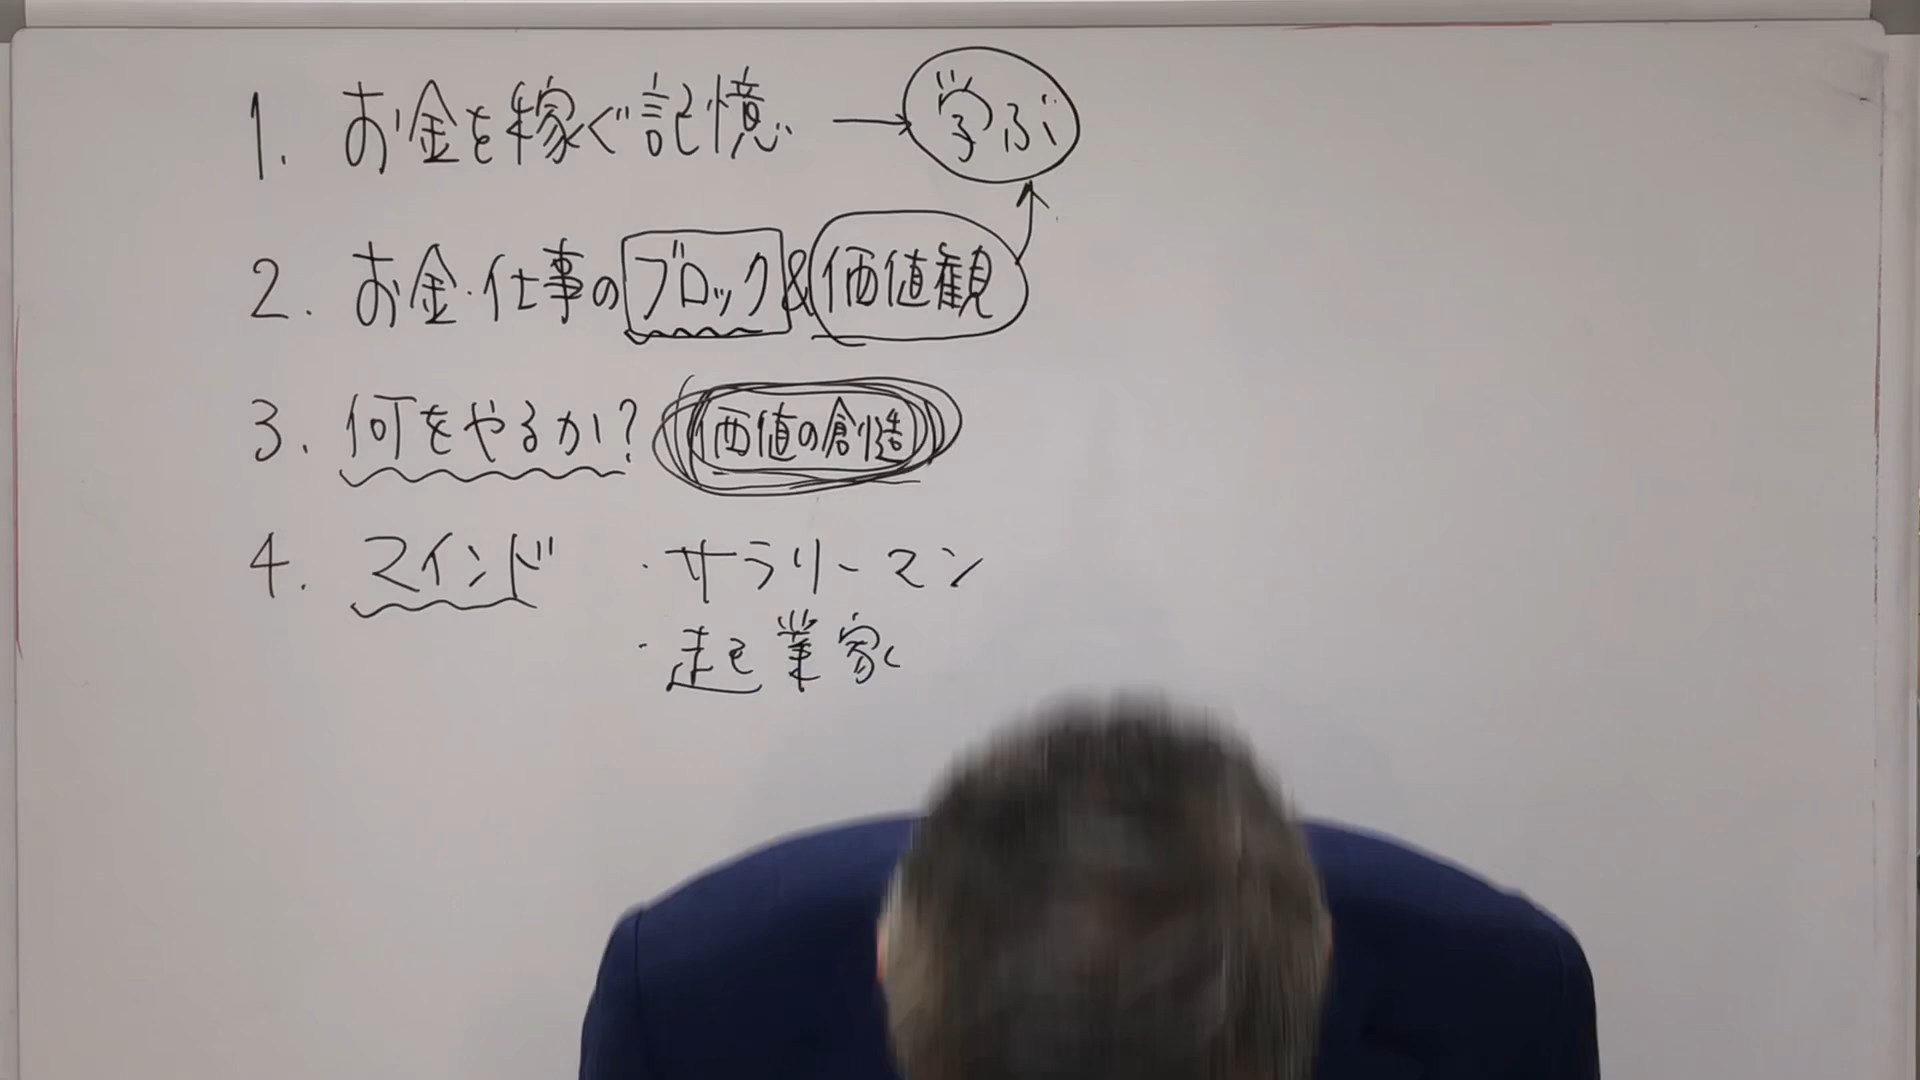 1. お金を稼ぐ記憶 → 学ぶ
2. お金・仕事のブロック&価値観
3. 何をやるか? 価値の創造
4. マインド ・サラリーマン
・起業家